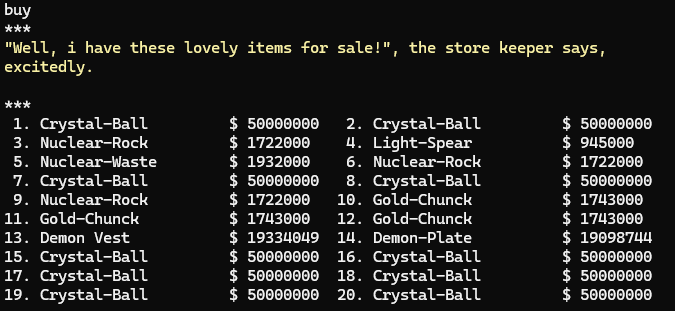 buy
***
"Well, i have these lovely items for sale!", the store keeper says,
excitedly.

***
 1. Crystal-Ball         $ 50000000   2. Crystal-Ball         $ 50000000
 3. Nuclear-Rock         $ 1722000    4. Light-Spear          $ 945000
 5. Nuclear-Waste        $ 1932000    6. Nuclear-Rock         $ 1722000
 7. Crystal-Ball         $ 50000000   8. Crystal-Ball         $ 50000000
 9. Nuclear-Rock         $ 1722000   10. Gold-Chunck          $ 1743000
11. Gold-Chunck          $ 1743000   12. Gold-Chunck          $ 1743000
13. Demon Vest           $ 19334049  14. Demon-Plate          $ 19098744
15. Crystal-Ball         $ 50000000  16. Crystal-Ball         $ 50000000
17. Crystal-Ball         $ 50000000  18. Crystal-Ball         $ 50000000
19. Crystal-Ball         $ 50000000  20. Crystal-Ball         $ 50000000